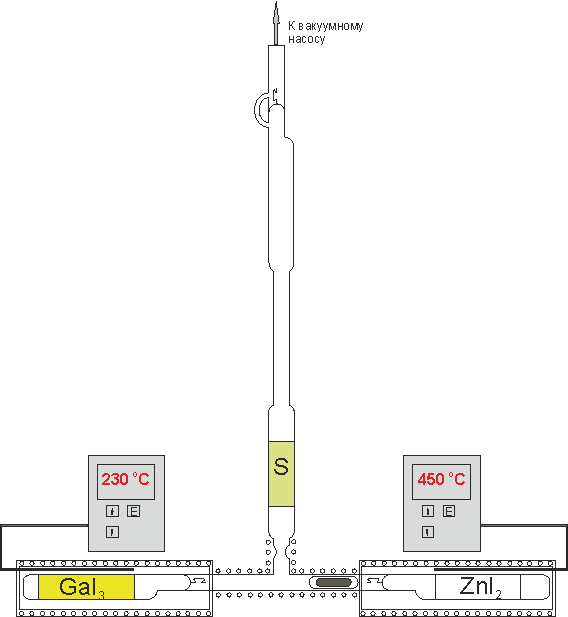 К вакуумному
насосу
S
230 °C
E
450 °C
E
GaI₃
ZnI₂